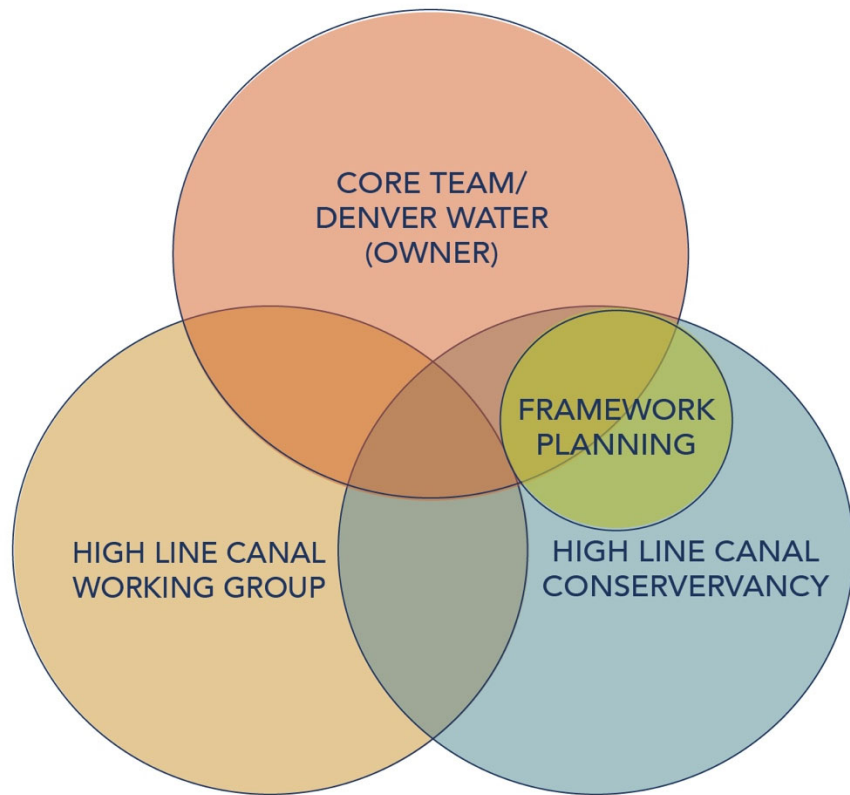 CORE TEAM/
DENVER WATER
(OWNER)
FRAMEWORK
PLANNING
HIGH LINE CANAL
WORKING GROUP
HIGH LINE CANAL
CONSERVERVANCY